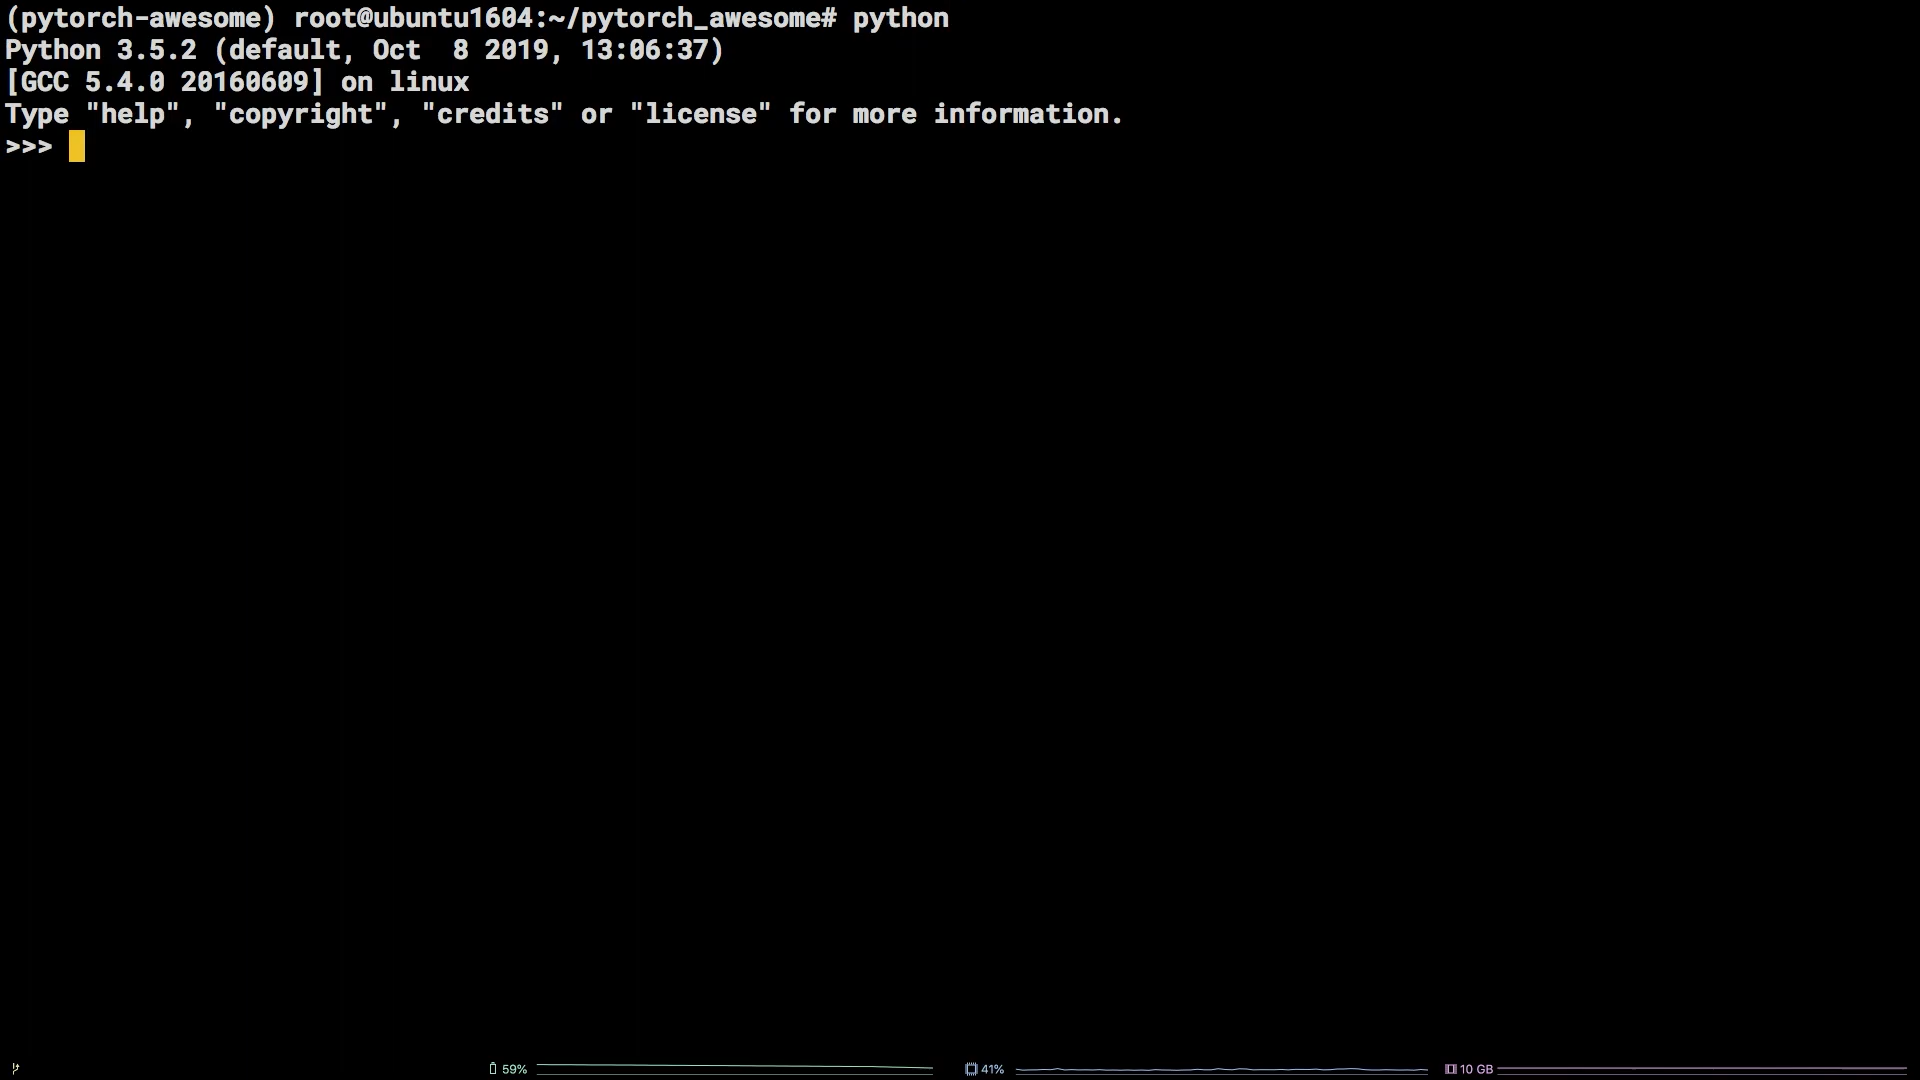 (pytorch-awesome) root@ubuntu1604:~/pytorch_awesome# python
Python 3.5.2 (default, Oct  8 2019, 13:06:37)
[GCC 5.4.0 20160609] on linux
Type "help", "copyright", "credits" or "license" for more information.
>>>
59% 41% 10 GB